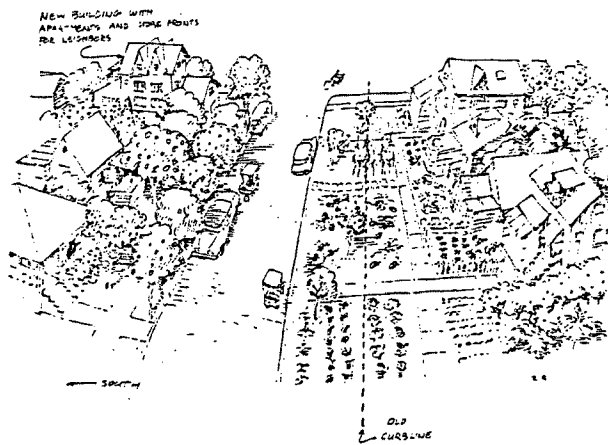 NEW BUILDING WITH
APARTMENTS AND STORE FRONTS
FOR NEIGHBORS
SOUTH
OLD
CURBLINE